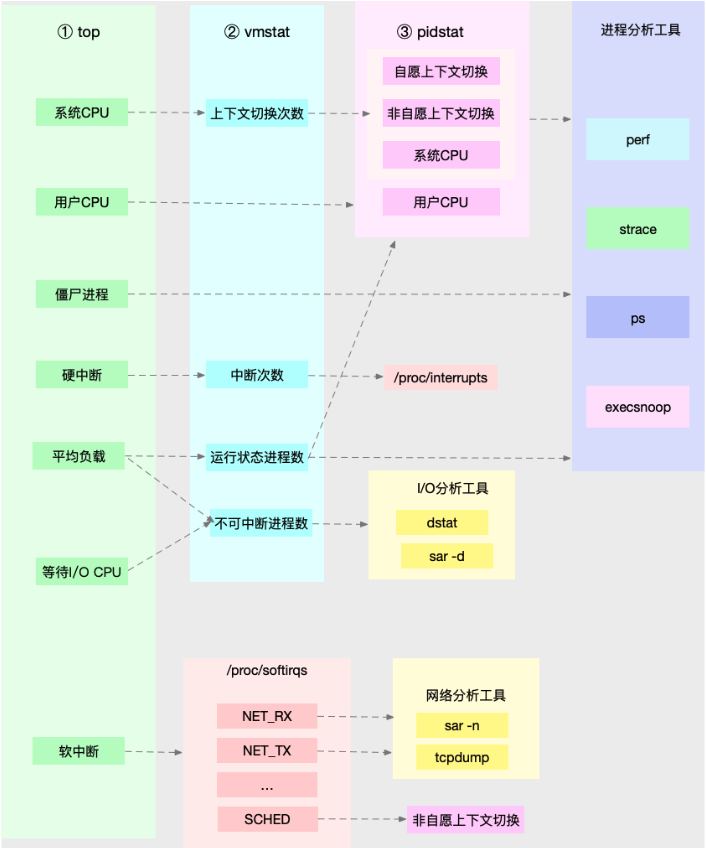 ① top
系统CPU
用户CPU
僵尸进程
硬中断
平均负载
等待I/O CPU
软中断
② vmstat
上下文切换次数
中断次数
运行状态进程数
不可中断进程数
③ pidstat
自愿上下文切换
非自愿上下文切换
系统CPU
用户CPU
/proc/interrupts
I/O分析工具
dstat
sar -d
进程分析工具
perf
strace
ps
execsnoop
/proc/softirqs
NET_RX
NET_TX
...
SCHED
网络分析工具
sar -n
tcpdump
非自愿上下文切换